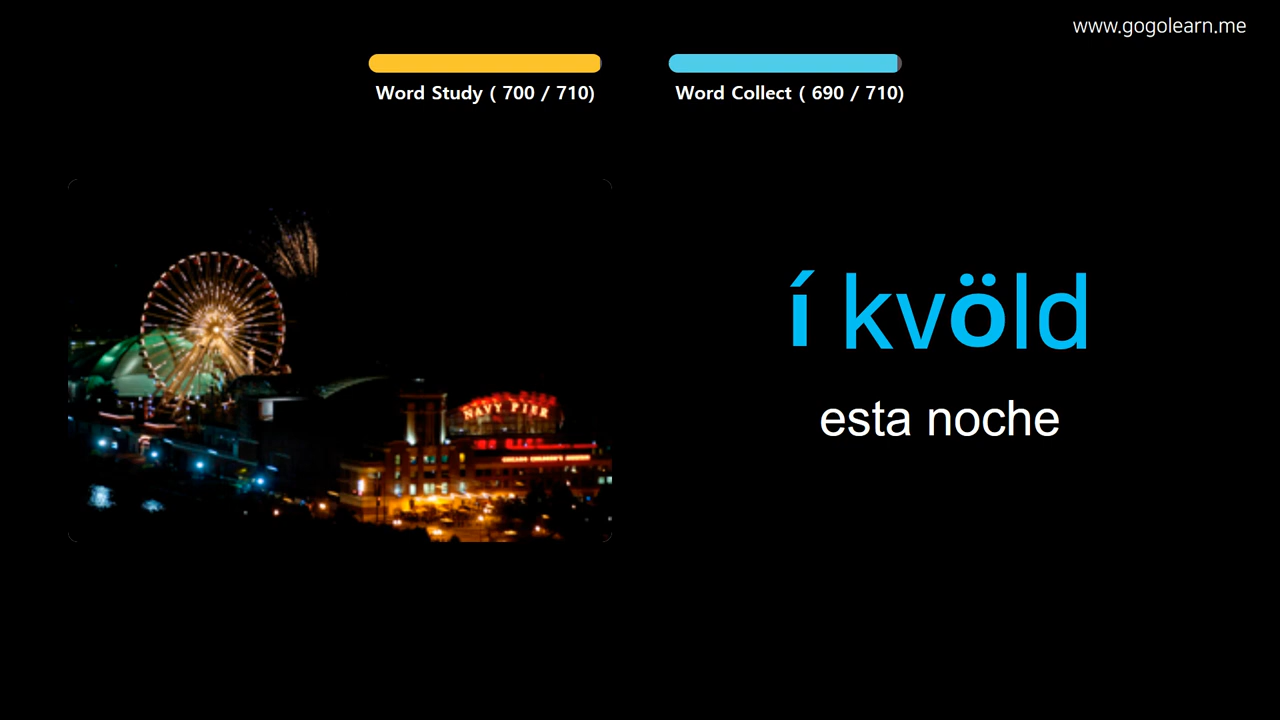 www.gogolearn.me
Word Study ( 700 / 710)
Word Collect ( 690 / 710)
í kvöld
esta noche
NAVY PIER